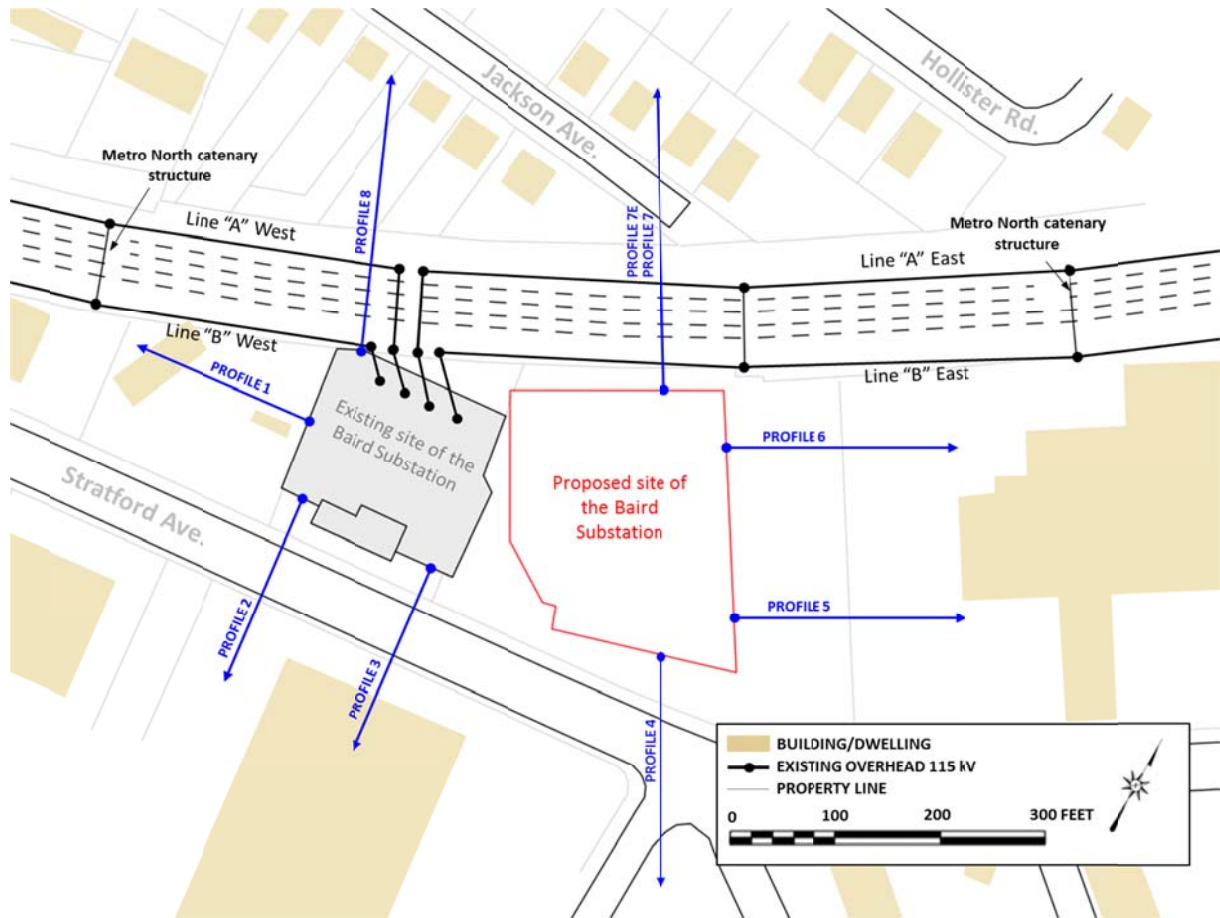 Jackson Ave.
Hollister Rd.
Metro North catenary
structure
PROFILE 8
PROFILE 7E
PROFILE 7
Metro North catenary
structure
Line "A" West
Line "A" East
Line "B" West
Line "B" East
PROFILE 1
Existing site of the
Baird Substation
PROFILE 6
Proposed site of
the Baird
Substation
Stratford Ave.
PROFILE 2
PROFILE 3
PROFILE 5
PROFILE 4
BUILDING/DWELLING
EXISTING OVERHEAD 115 kV
PROPERTY LINE
0 100 200 300 FEET